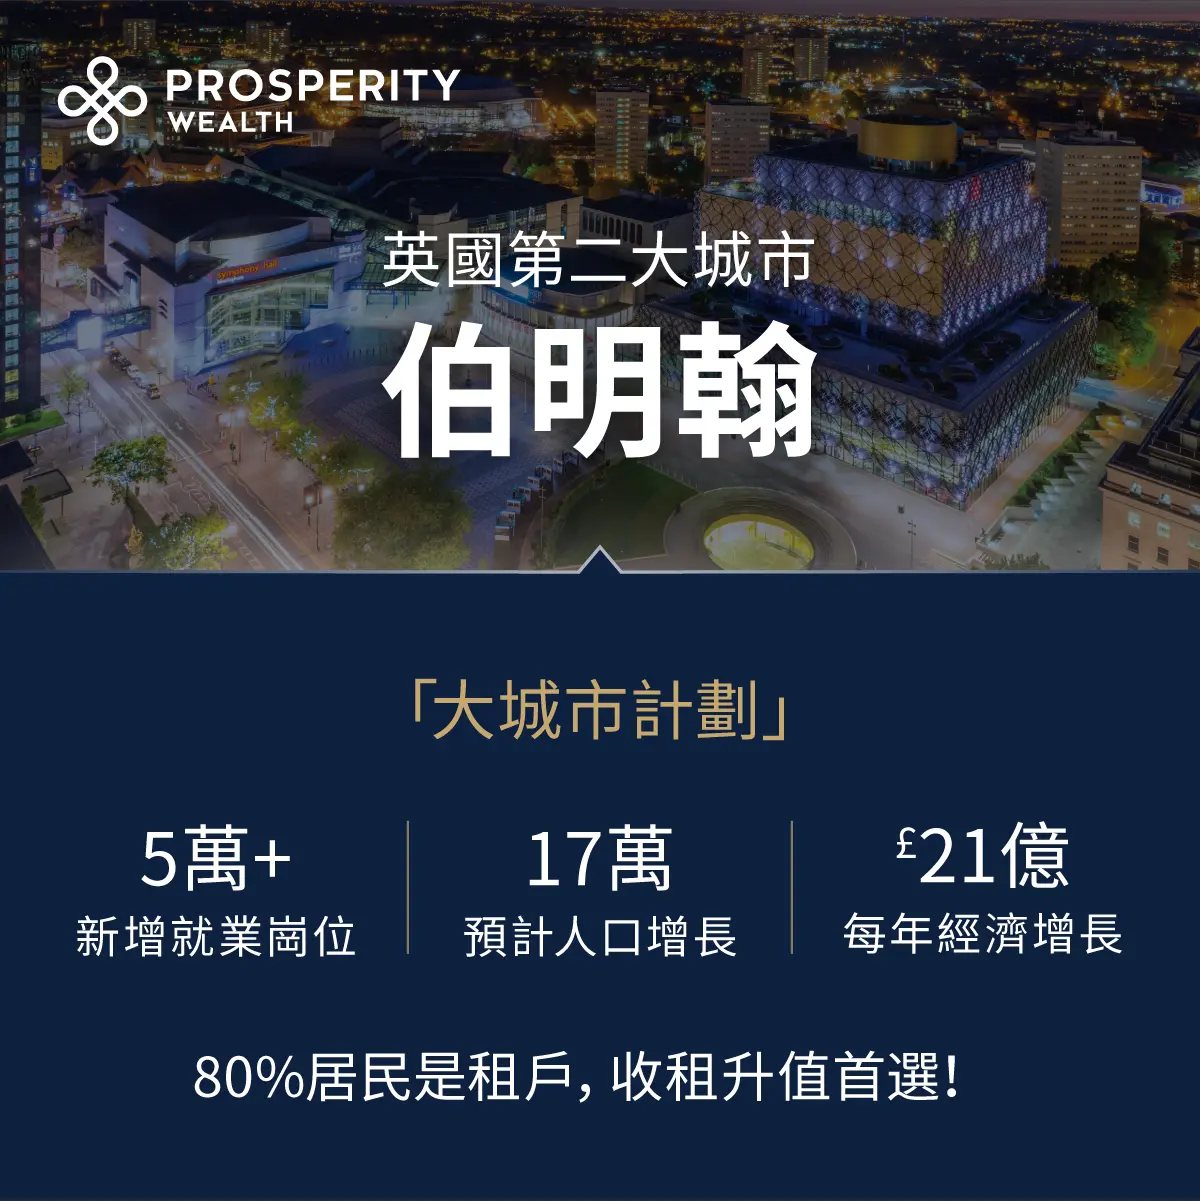 PROSPERITY
WEALTH
symphony hall
英國第二大城市
伯明翰
「大城市計劃」
5萬+
新增就業崗位
17萬
預計人口增長
£21億
每年經濟增長
80%居民是租戶，收租升值首選！